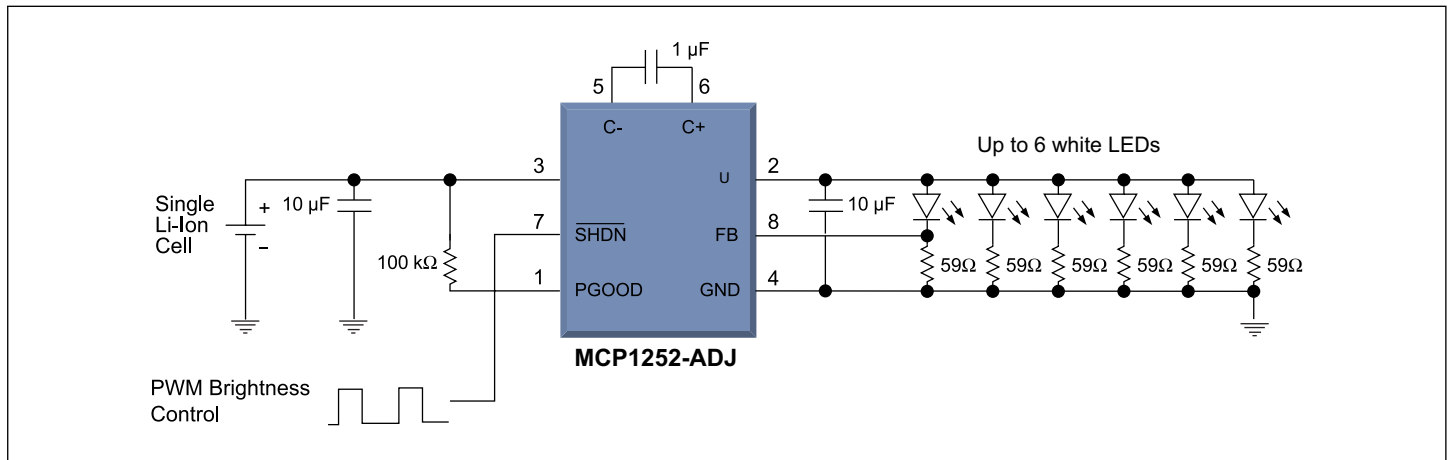 1 µF
5
6
C-
C+
Up to 6 white LEDs
3
2
U
Single
Li-Ion
Cell
+
–
10 µF
10 µF
7
SHDN
FB
8
100 kΩ
59Ω
59Ω
59Ω
59Ω
59Ω
59Ω
1
PGOOD
GND
4
MCP1252-ADJ
PWM Brightness
Control